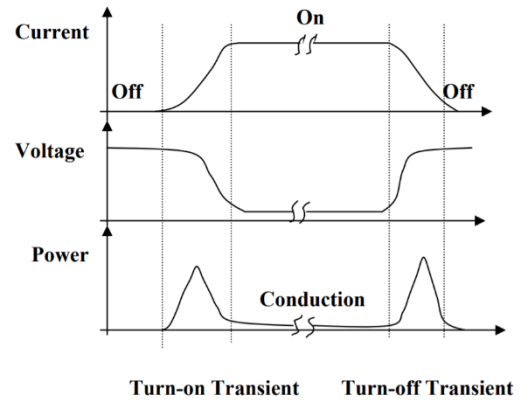 On
Current
Off
Off
Voltage
Power
Conduction
Turn-on Transient
Turn-off Transient